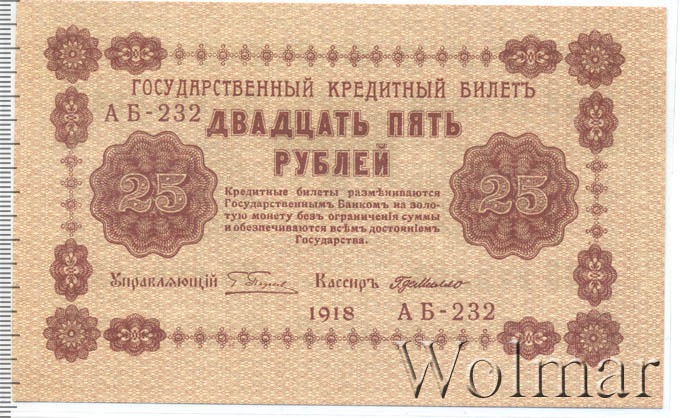 ГОСУДАРСТВЕННЫЙ КРЕДИТНЫЙ БИЛЕТЪ
АБ-232
ДВАДЦАТЬ ПЯТЬ
РУБЛЕЙ
25
25
Кредитные билеты размѣниваются
Государственнымъ Банкомъ на золо-
тую монету безъ ограниченія суммы
и обезпечиваются всѣмъ достояніемъ
Государства.
Управляющій
Кассиръ
1918 АБ-232
Wolmar